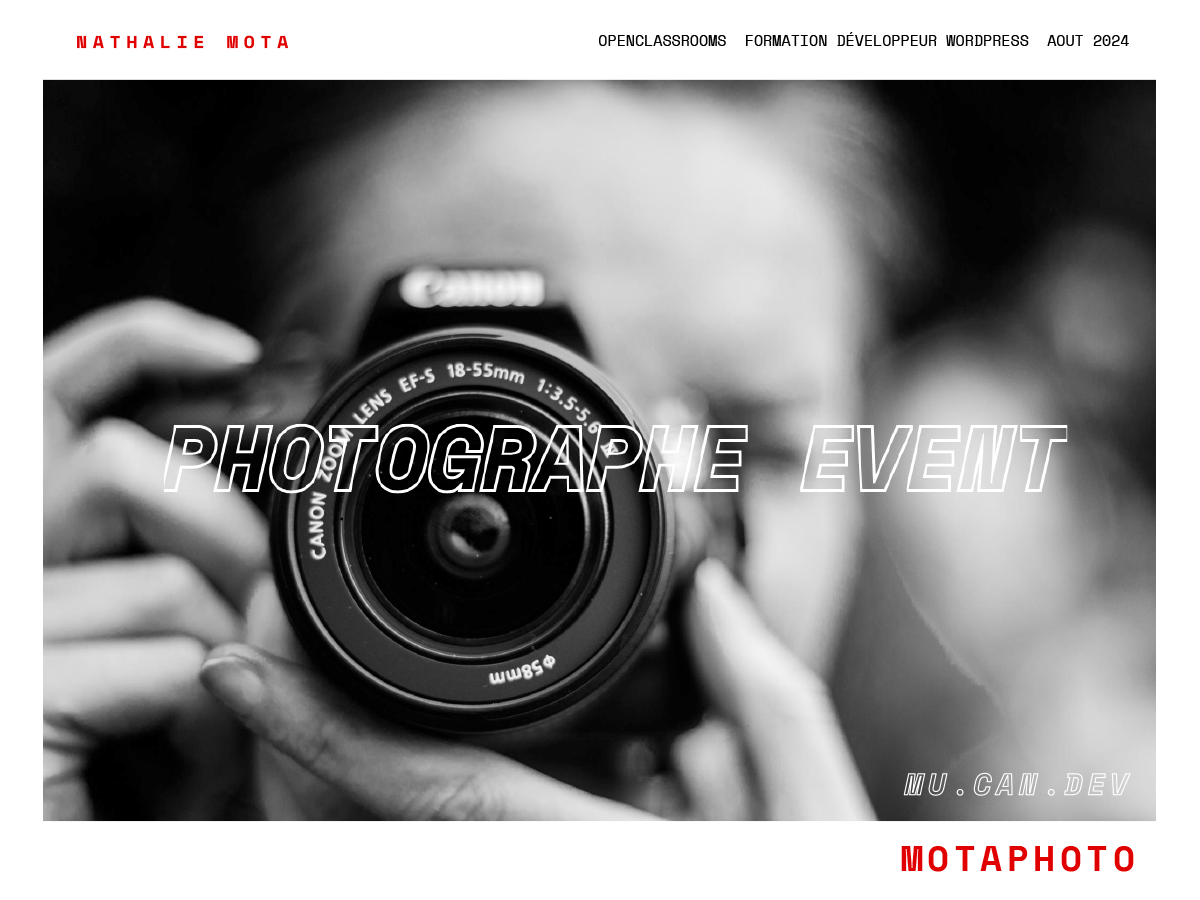 NATHALIE MOTA
OPENCLASSROOMS FORMATION DÉVELOPPEUR WORDPRESS AOUT 2024
Canon
CANON ZOOM LENS EF-S 18-55mm 1:3.5-5.6
PHOTOGRAPHE EVENT
Φ58mm
MU.CAN.DEV
MOTAPHOTO